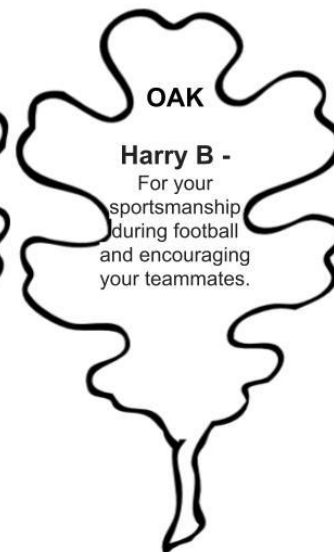 OAK
Harry B -
For your
sportsmanship
during football
and encouraging
your teammates.